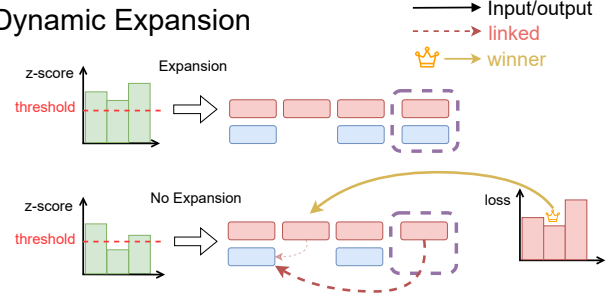 Dynamic Expansion
Input/output
linked
winner
z-score
Expansion
threshold
z-score
No Expansion
threshold
loss